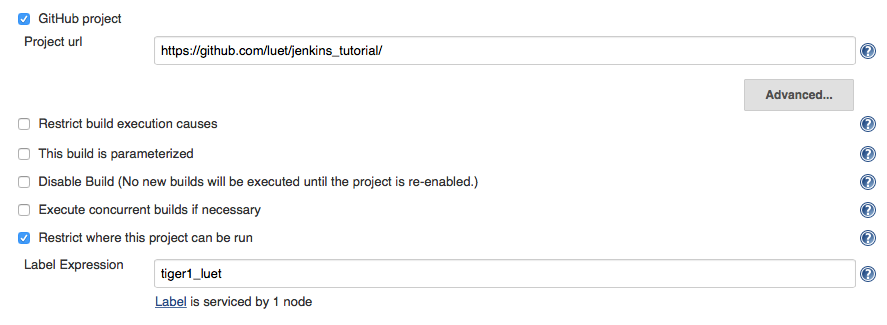 GitHub project
Project url
https://github.com/luet/jenkins_tutorial/
Advanced...
Restrict build execution causes
This build is parameterized
Disable Build (No new builds will be executed until the project is re-enabled.)
Execute concurrent builds if necessary
Restrict where this project can be run
Label Expression
tiger1_luet
Label is serviced by 1 node